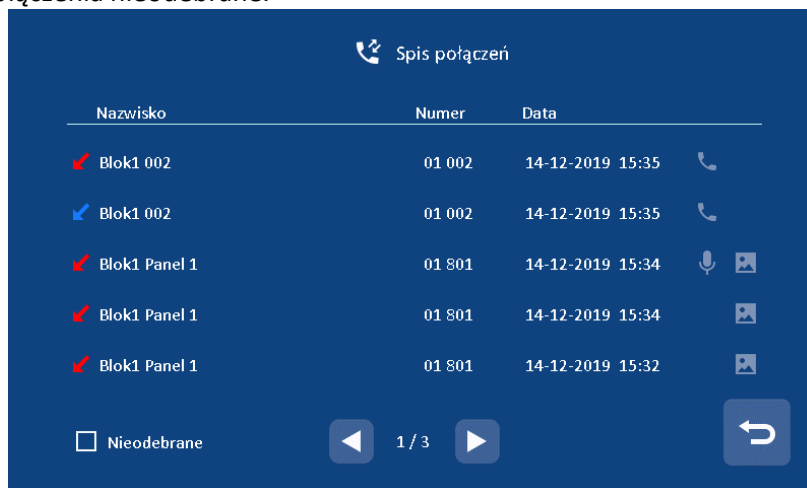 połączenia nieodebrane.
Spis połączeń
Nazwisko Numer Data
Blok1 002 01 002 14-12-2019 15:35
Blok1 002 01 002 14-12-2019 15:35
Blok1 Panel 1 01 801 14-12-2019 15:34
Blok1 Panel 1 01 801 14-12-2019 15:34
Blok1 Panel 1 01 801 14-12-2019 15:32
Nieodebrane 1 / 3